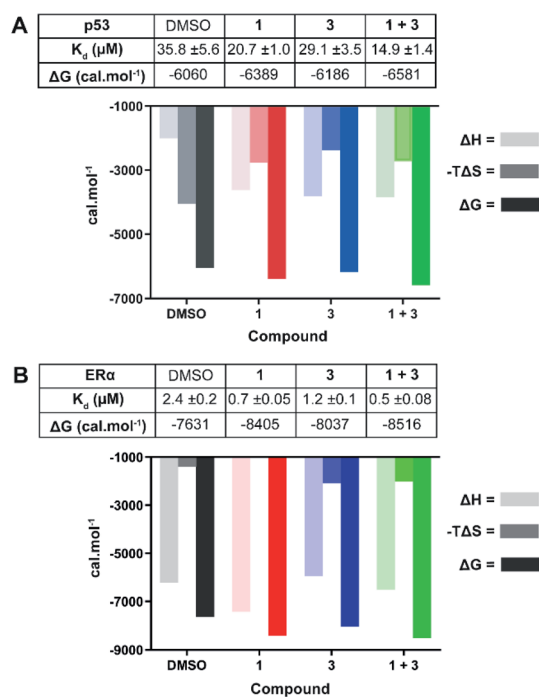 A
p53 DMSO 1 3 1 + 3
Kd (μM) 35.8 ±5.6 20.7 ±1.0 29.1 ±3.5 14.9 ±1.4
ΔG (cal.mol-1) -6060 -6389 -6186 -6581
-1000
-3000
-5000
-7000
cal.mol-1
DMSO 1 3 1 + 3
Compound
ΔH =
-TΔS =
ΔG =
B
ERα DMSO 1 3 1 + 3
Kd (μM) 2.4 ±0.2 0.7 ±0.05 1.2 ±0.1 0.5 ±0.08
ΔG (cal.mol-1) -7631 -8405 -8037 -8516
-1000
-3000
-5000
-7000
-9000
cal.mol-1
DMSO 1 3 1 + 3
Compound
ΔH =
-TΔS =
ΔG =